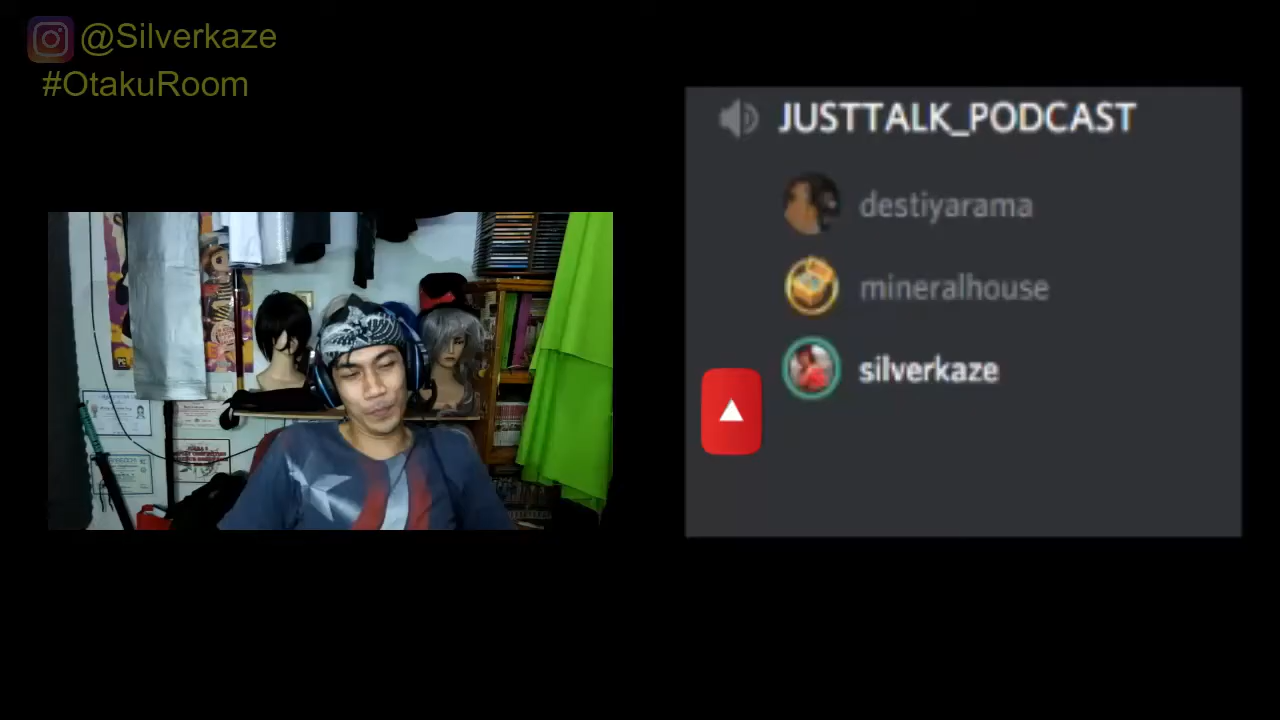 @Silverkaze
#OtakuRoom
JUSTTALK_PODCAST
destiyarama
mineralhouse
silverkaze